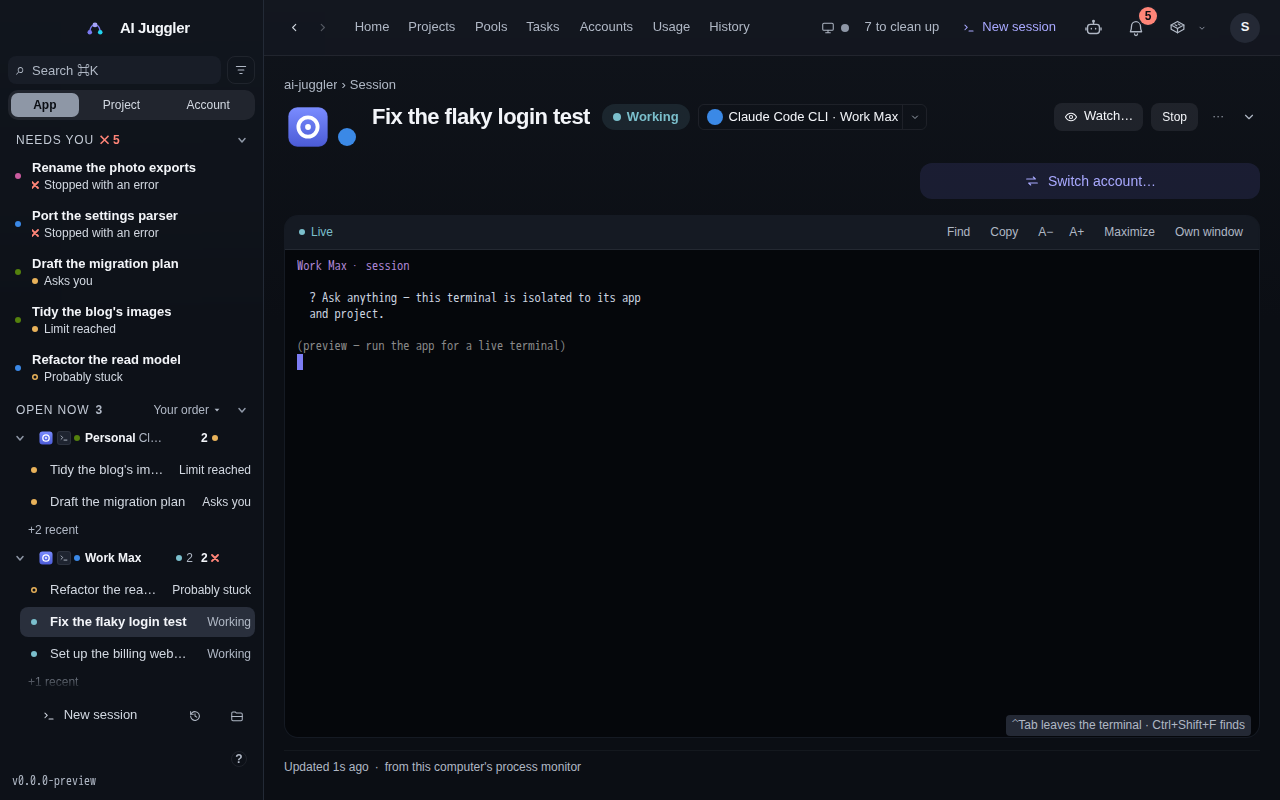 AI Juggler
Search ⌘K
App Project Account
NEEDS YOU 5
Rename the photo exports
Stopped with an error
Port the settings parser
Stopped with an error
Draft the migration plan
Asks you
Tidy the blog's images
Limit reached
Refactor the read model
Probably stuck
OPEN NOW 3 Your order
Personal Cl… 2
Tidy the blog's im… Limit reached
Draft the migration plan Asks you
+2 recent
Work Max 2 2
Refactor the rea… Probably stuck
Fix the flaky login test Working
Set up the billing web… Working
+1 recent
New session
?
v0.0.0-preview
Home Projects Pools Tasks Accounts Usage History 7 to clean up New session 5 S
ai-juggler › Session
Fix the flaky login test Working Claude Code CLI · Work Max Watch… Stop …
Switch account…
Live Find Copy A− A+ Maximize Own window
Work Max · session
? Ask anything — this terminal is isolated to its app
and project.
(preview — run the app for a live terminal)
^Tab leaves the terminal · Ctrl+Shift+F finds
Updated 1s ago · from this computer's process monitor